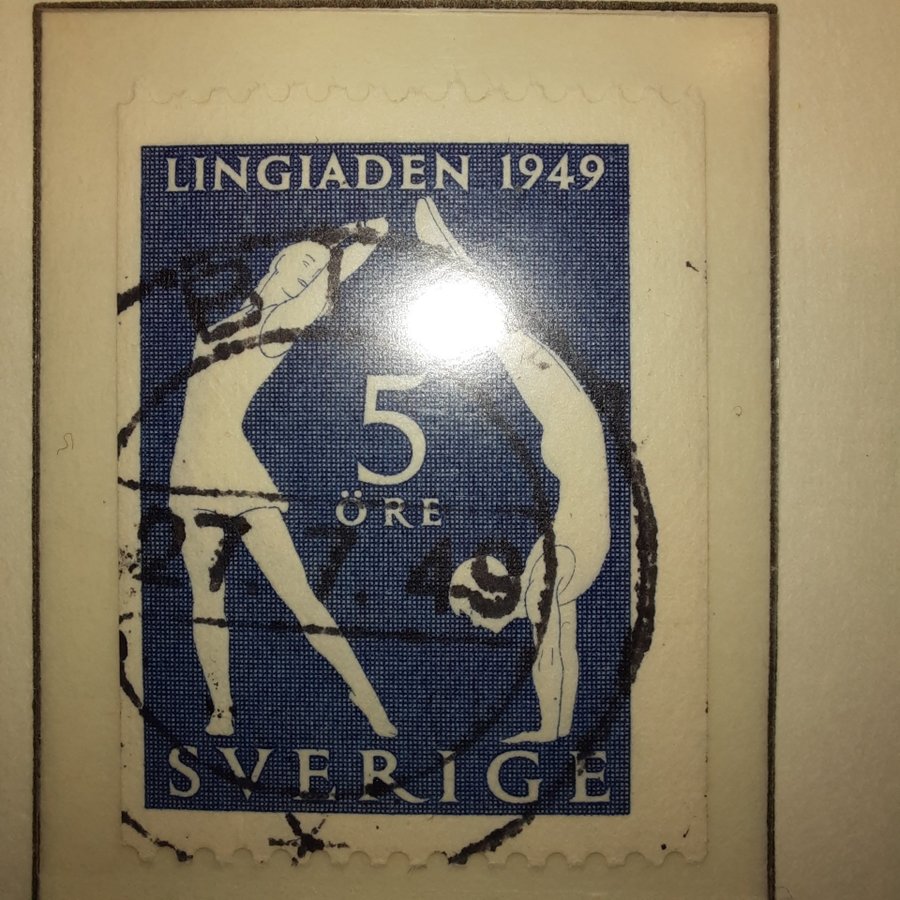 LINGIADEN 1949
5
ÖRE
27.7.49
SVERIGE